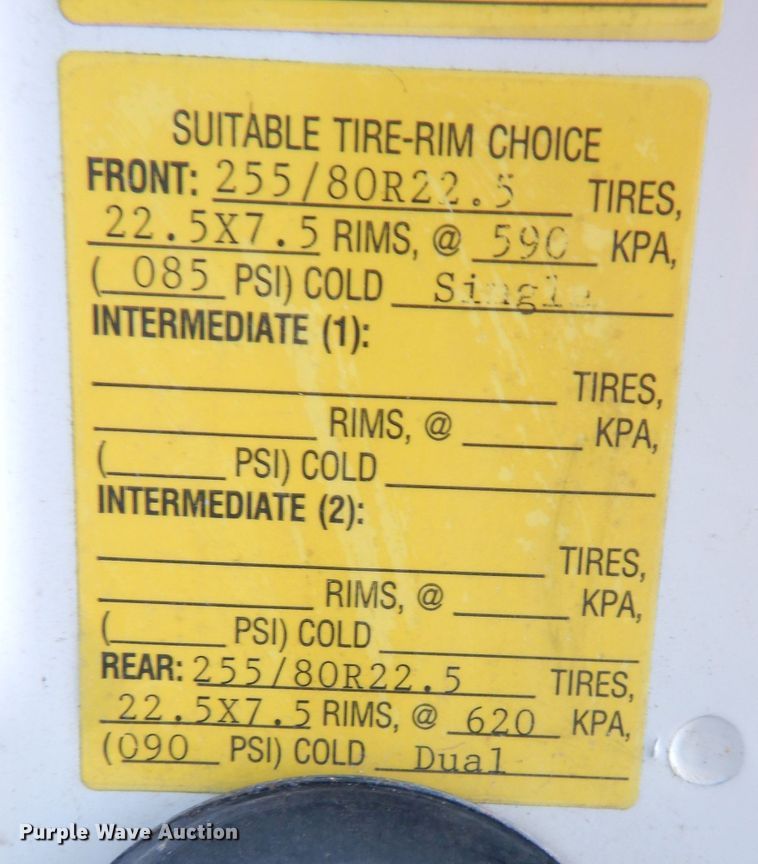 SUITABLE TIRE-RIM CHOICE
FRONT: 255/80R22.5 TIRES,
22.5X7.5 RIMS, @ 590 KPA,
( 085 PSI) COLD Single
INTERMEDIATE (1):
TIRES,
RIMS, @ KPA,
( PSI) COLD
INTERMEDIATE (2):
TIRES,
RIMS, @ KPA,
( PSI) COLD
REAR: 255/80R22.5 TIRES,
22.5X7.5 RIMS, @ 620 KPA,
(090 PSI) COLD Dual
Purple Wave Auction